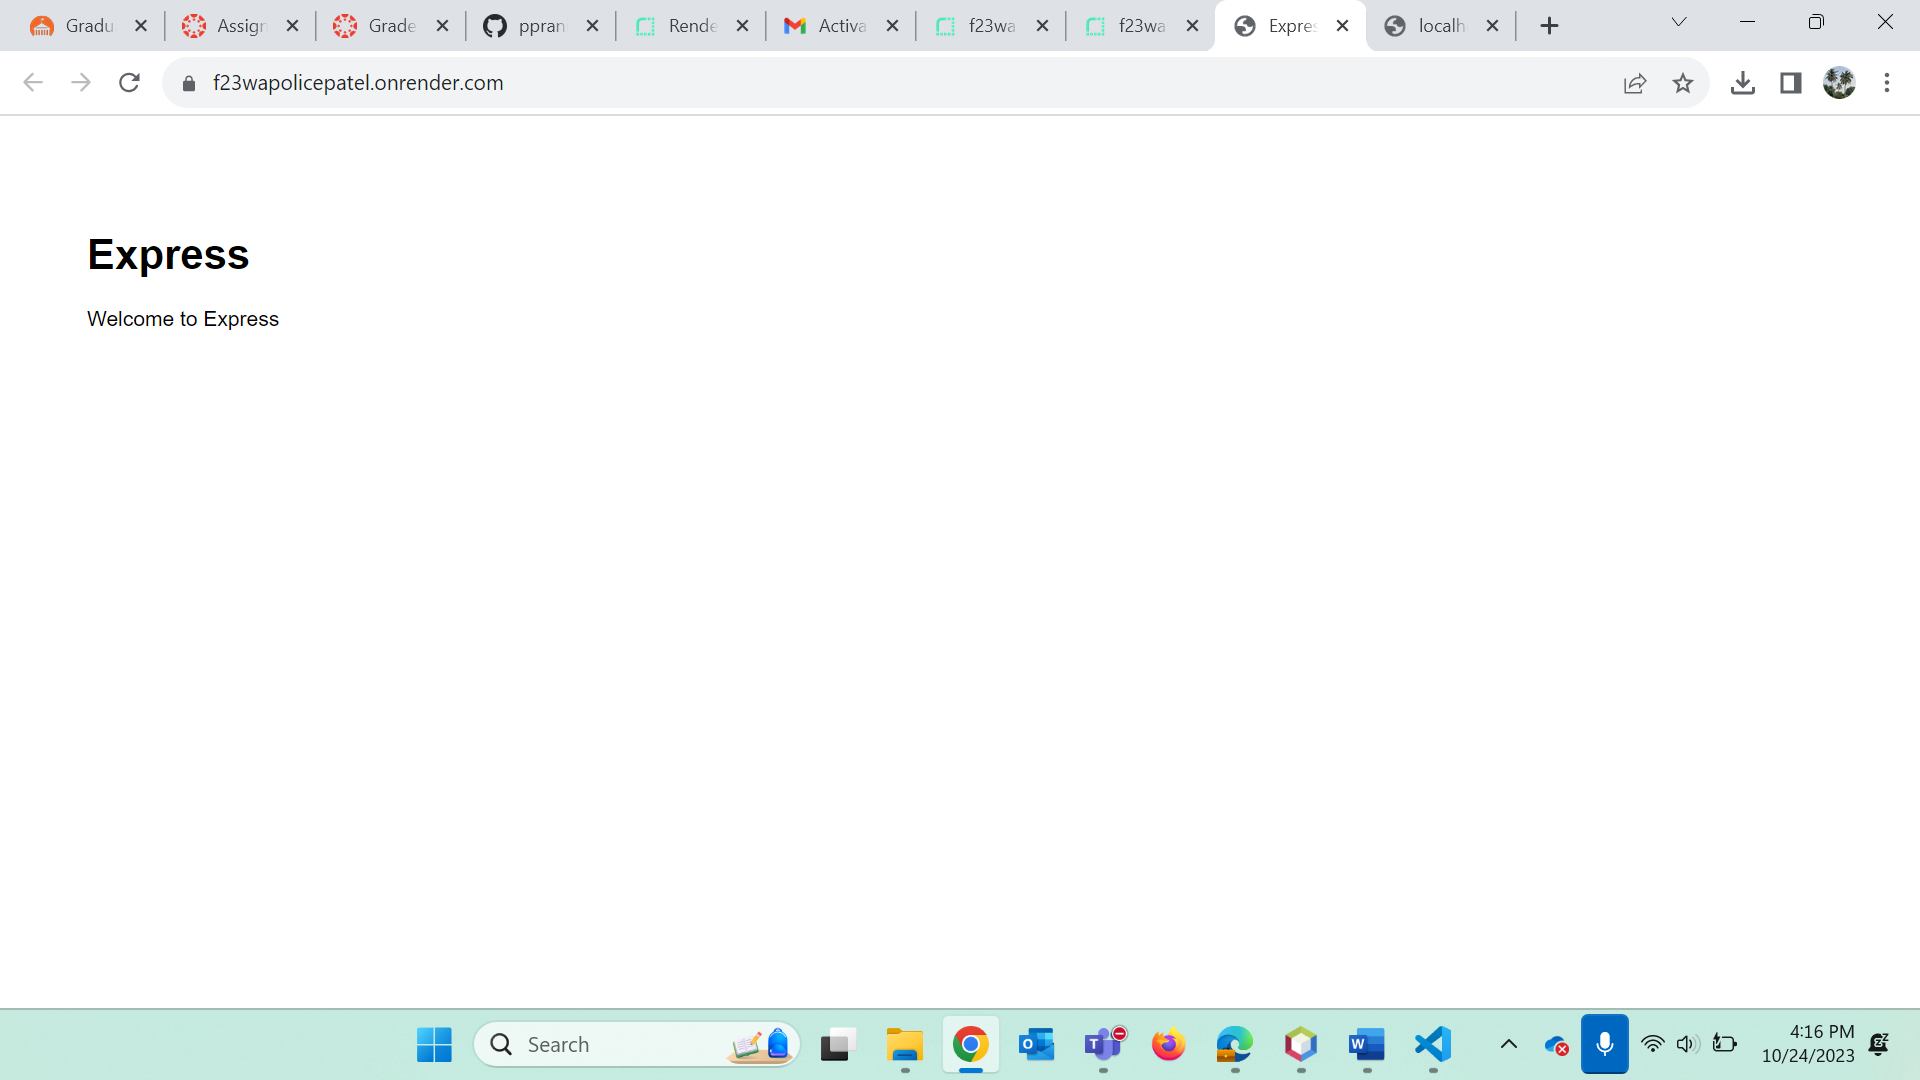 Gradu
Assign
Grade
ppran
Rende
Activa
f23wa
f23wa
Expres
localh
f23wapolicepatel.onrender.com
Express
Welcome to Express
Search
4:16 PM
10/24/2023